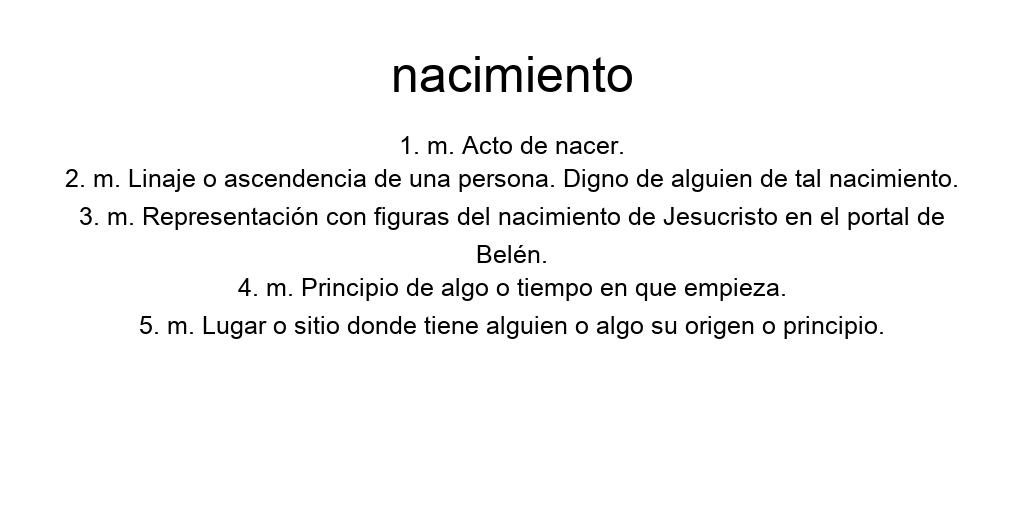 nacimiento
1. m. Acto de nacer.
2. m. Linaje o ascendencia de una persona. Digno de alguien de tal nacimiento.
3. m. Representación con figuras del nacimiento de Jesucristo en el portal de
Belén.
4. m. Principio de algo o tiempo en que empieza.
5. m. Lugar o sitio donde tiene alguien o algo su origen o principio.